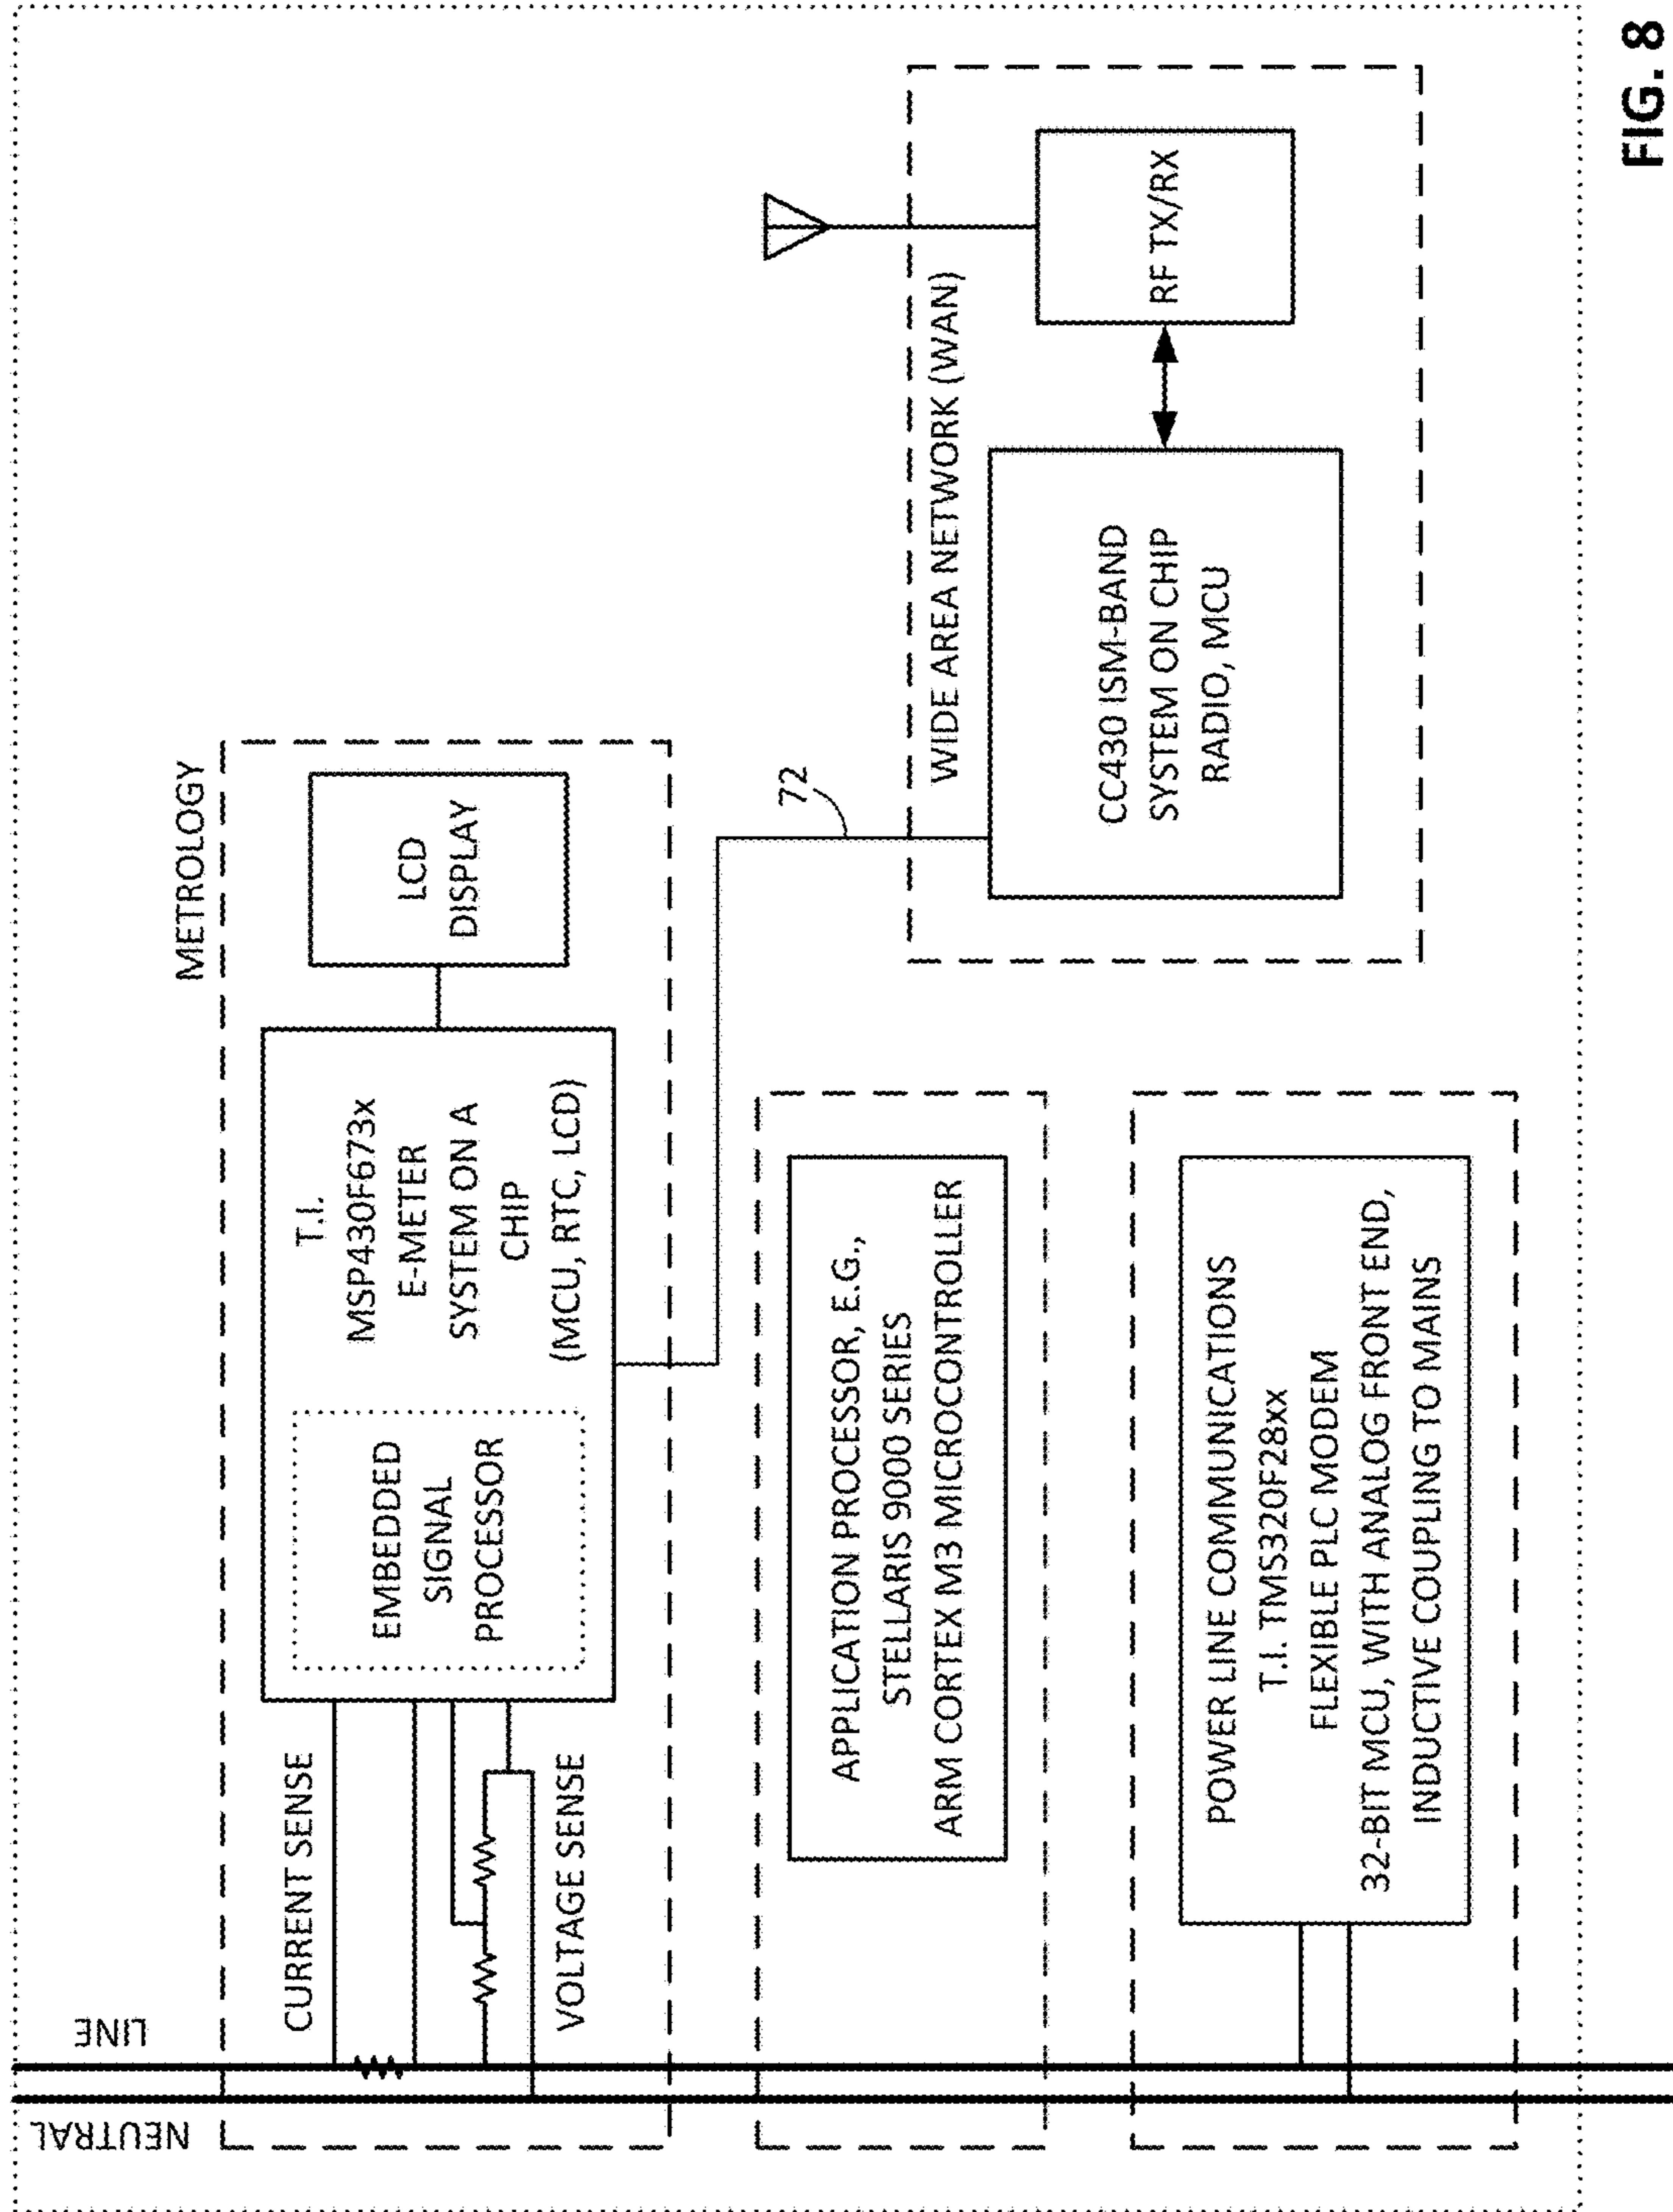 NEUTRAL
LINE
METROLOGY
CURRENT SENSE
VOLTAGE SENSE
EMBEDDED
SIGNAL
PROCESSOR
T.I.
MSP430F673x
E-METER
SYSTEM ON A
CHIP
(MCU, RTC, LCD)
LCD
DISPLAY
72
APPLICATION PROCESSOR, E.G.,
STELLARIS 9000 SERIES
ARM CORTEX M3 MICROCONTROLLER
WIDE AREA NETWORK (WAN)
CC430 ISM-BAND
SYSTEM ON CHIP
RADIO, MCU
RF TX/RX
POWER LINE COMMUNICATIONS
T.I. TMS320F28xx
FLEXIBLE PLC MODEM
32-BIT MCU, WITH ANALOG FRONT END,
INDUCTIVE COUPLING TO MAINS
FIG. 8